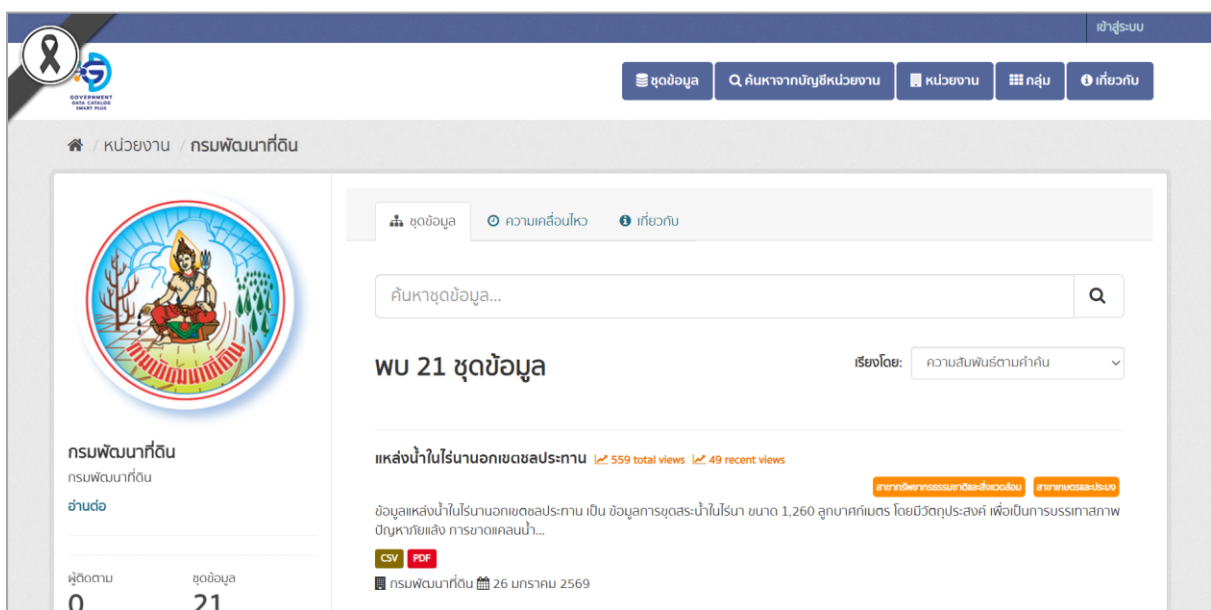 เข้าสู่ระบบ
GOVERNMENT
DATA CATALOG
SMART PLUS
ชุดข้อมูล
ค้นหาจากบัญชีหน่วยงาน
หน่วยงาน
กลุ่ม
เกี่ยวกับ
/ หน่วยงาน / กรมพัฒนาที่ดิน
กรมพัฒนาที่ดิน
กรมพัฒนาที่ดิน
กรมพัฒนาที่ดิน
อ่านต่อ
ผู้ติดตาม
0
ชุดข้อมูล
21
ชุดข้อมูล
ความเคลื่อนไหว
เกี่ยวกับ
ค้นหาชุดข้อมูล...
พบ 21 ชุดข้อมูล
เรียงโดย: ความสัมพันธ์ตามคำค้น
แหล่งน้ำในไร่นานอกเขตชลประทาน 559 total views 49 recent views
สาขาทรัพยากรธรรมชาติและสิ่งแวดล้อม สาขาเกษตรและประมง
ข้อมูลแหล่งน้ำในไร่นานอกเขตชลประทาน เป็น ข้อมูลการขุดสระน้ำในไร่นา ขนาด 1,260 ลูกบาศก์เมตร โดยมีวัตถุประสงค์ เพื่อเป็นการบรรเทาสภาพ
ปัญหาภัยแล้ง การขาดแคลนน้ำ...
CSV PDF
กรมพัฒนาที่ดิน 26 มกราคม 2569